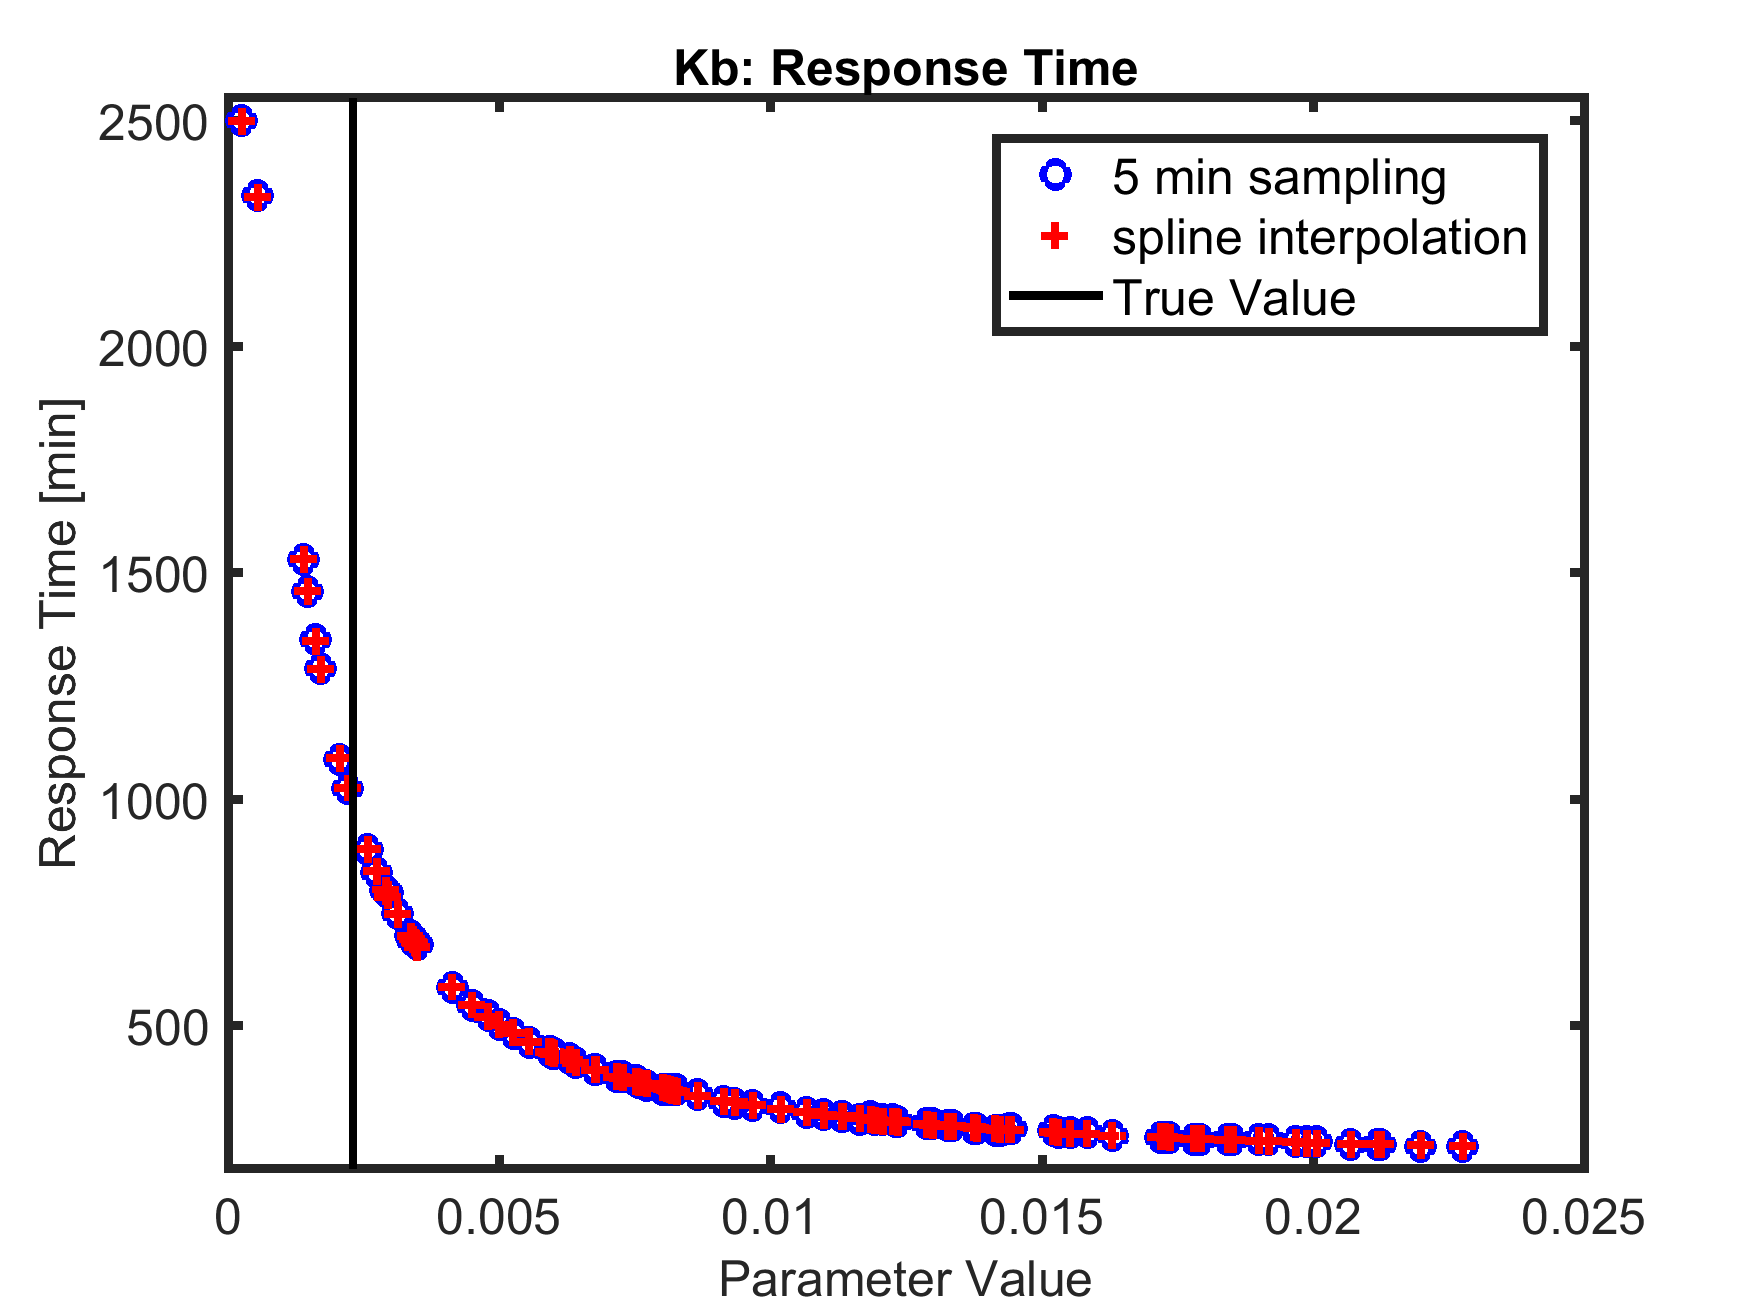 Kb: Response Time
2500
2000
1500
1000
500
Response Time [min]
5 min sampling
spline interpolation
True Value
0 0.005 0.01 0.015 0.02 0.025
Parameter Value